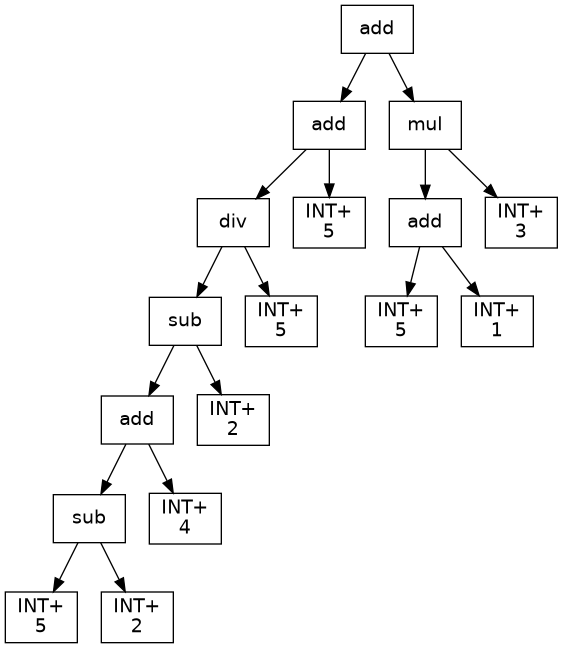 add
add
mul
div
INT+
5
add
INT+
3
sub
INT+
5
INT+
5
INT+
1
add
INT+
2
sub
INT+
4
INT+
5
INT+
2